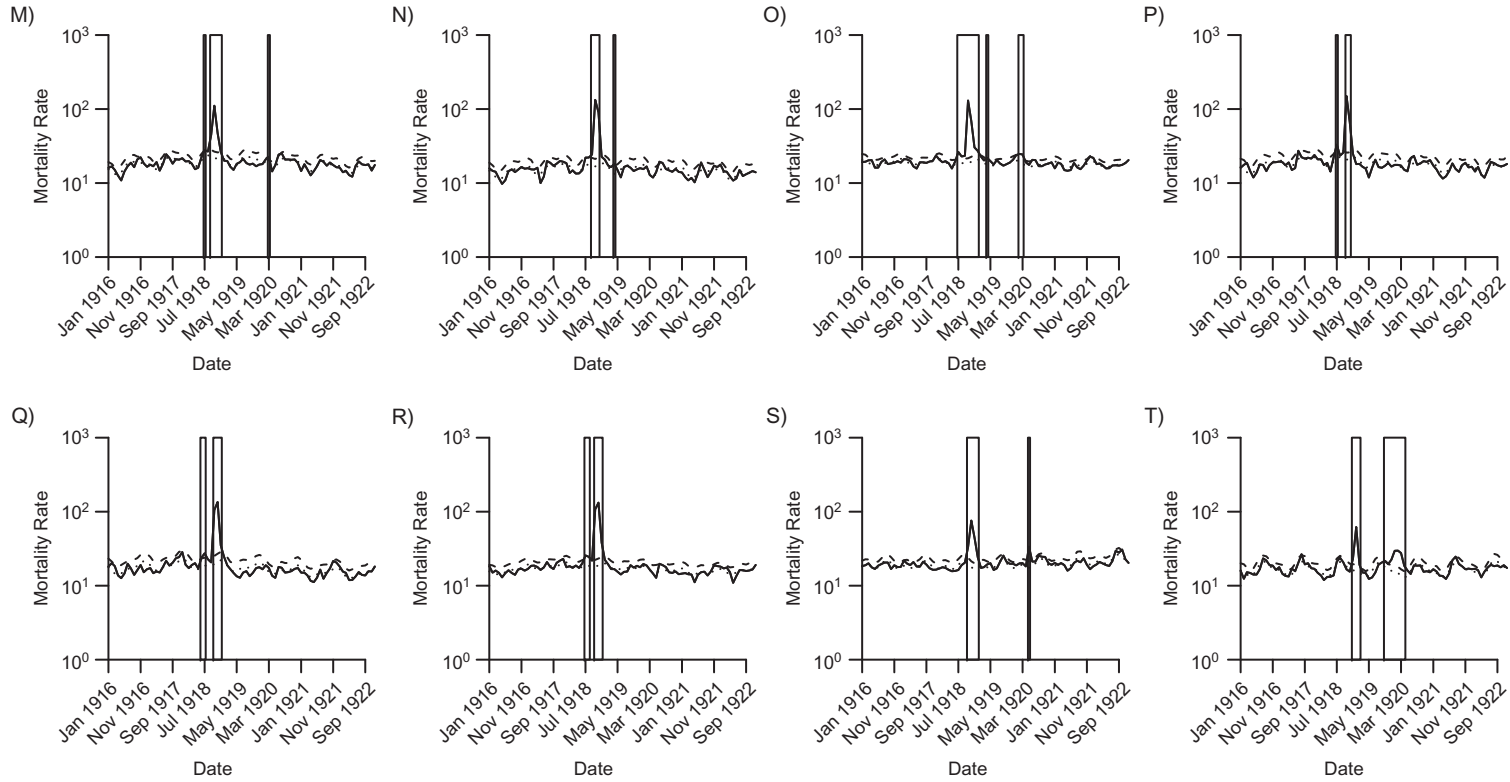 M)
Mortality Rate
10³
10²
10¹
10⁰
Jan 1916
Nov 1916
Sep 1917
Jul 1918
May 1919
Mar 1920
Jan 1921
Nov 1921
Sep 1922
Date
N)
Mortality Rate
10³
10²
10¹
10⁰
Jan 1916
Nov 1916
Sep 1917
Jul 1918
May 1919
Mar 1920
Jan 1921
Nov 1921
Sep 1922
Date
O)
Mortality Rate
10³
10²
10¹
10⁰
Jan 1916
Nov 1916
Sep 1917
Jul 1918
May 1919
Mar 1920
Jan 1921
Nov 1921
Sep 1922
Date
P)
Mortality Rate
10³
10²
10¹
10⁰
Jan 1916
Nov 1916
Sep 1917
Jul 1918
May 1919
Mar 1920
Jan 1921
Nov 1921
Sep 1922
Date
Q)
Mortality Rate
10³
10²
10¹
10⁰
Jan 1916
Nov 1916
Sep 1917
Jul 1918
May 1919
Mar 1920
Jan 1921
Nov 1921
Sep 1922
Date
R)
Mortality Rate
10³
10²
10¹
10⁰
Jan 1916
Nov 1916
Sep 1917
Jul 1918
May 1919
Mar 1920
Jan 1921
Nov 1921
Sep 1922
Date
S)
Mortality Rate
10³
10²
10¹
10⁰
Jan 1916
Nov 1916
Sep 1917
Jul 1918
May 1919
Mar 1920
Jan 1921
Nov 1921
Sep 1922
Date
T)
Mortality Rate
10³
10²
10¹
10⁰
Jan 1916
Nov 1916
Sep 1917
Jul 1918
May 1919
Mar 1920
Jan 1921
Nov 1921
Sep 1922
Date